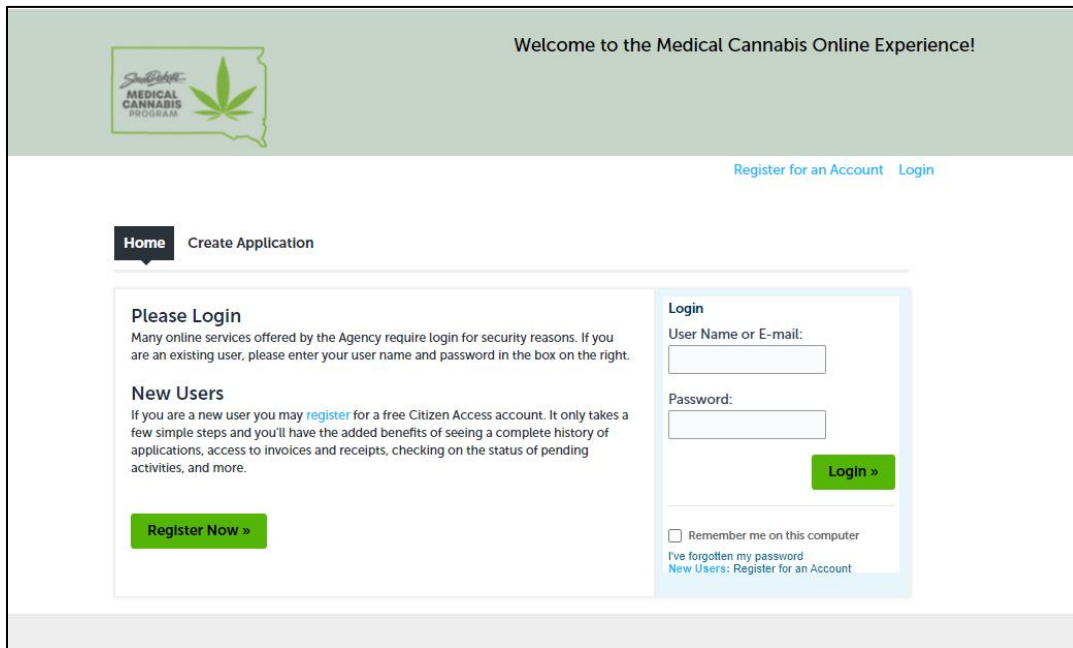 Welcome to the Medical Cannabis Online Experience!
South Dakota
MEDICAL
CANNABIS
PROGRAM
Register for an Account Login
Home Create Application
Please Login
Many online services offered by the Agency require login for security reasons. If you
are an existing user, please enter your user name and password in the box on the right.
New Users
If you are a new user you may register for a free Citizen Access account. It only takes a
few simple steps and you'll have the added benefits of seeing a complete history of
applications, access to invoices and receipts, checking on the status of pending
activities, and more.
Register Now »
Login
User Name or E-mail:
Password:
Login »
Remember me on this computer
I've forgotten my password
New Users: Register for an Account